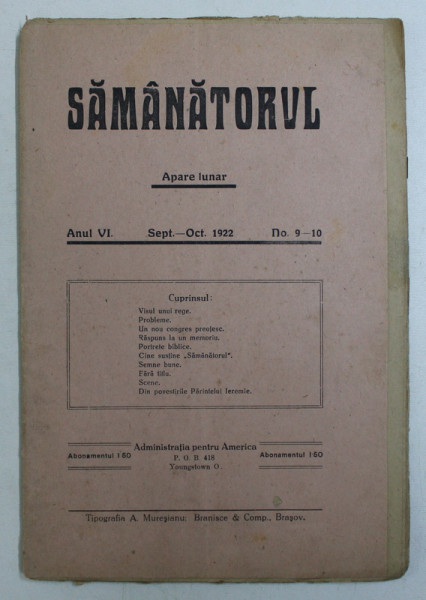 SĂMÂNĂTORUL
Apare lunar
Anul VI. Sept.—Oct. 1922 No. 9—10
Cuprinsul:
Visul unui rege.
Probleme.
Un nou congres preoțesc.
Răspuns la un memoriu.
Portrete biblice.
Cine susține „Sămănătorul".
Semne bune.
Fără titlu.
Scene.
Din povestirile Părintelui Ieremie.
Administrația pentru America
Abonamentul 1·50 P. O. B. 418 Abonamentul 1·50
Youngstown O.
Tipografia A. Mureșianu: Branisce & Comp., Brașov.